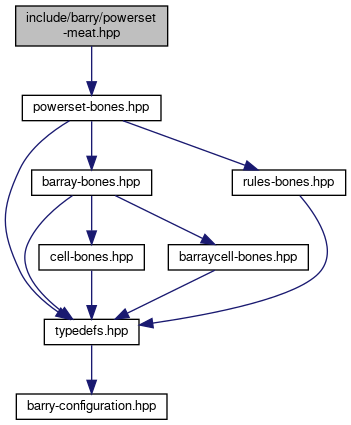 include/barry/powerset
-meat.hpp
powerset-bones.hpp
barray-bones.hpp
rules-bones.hpp
cell-bones.hpp
barraycell-bones.hpp
typedefs.hpp
barry-configuration.hpp